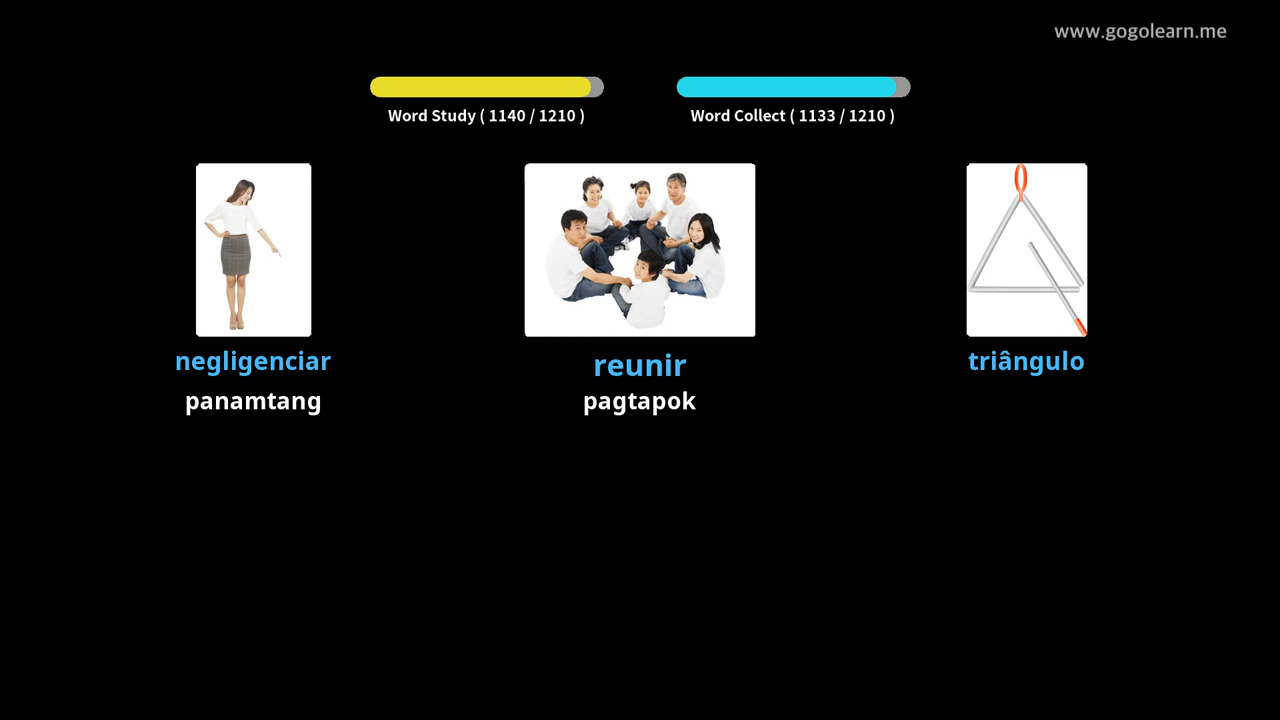 www.gogolearn.me
Word Study ( 1140 / 1210 )
Word Collect ( 1133 / 1210 )
negligenciar
panamtang
reunir
pagtapok
triângulo